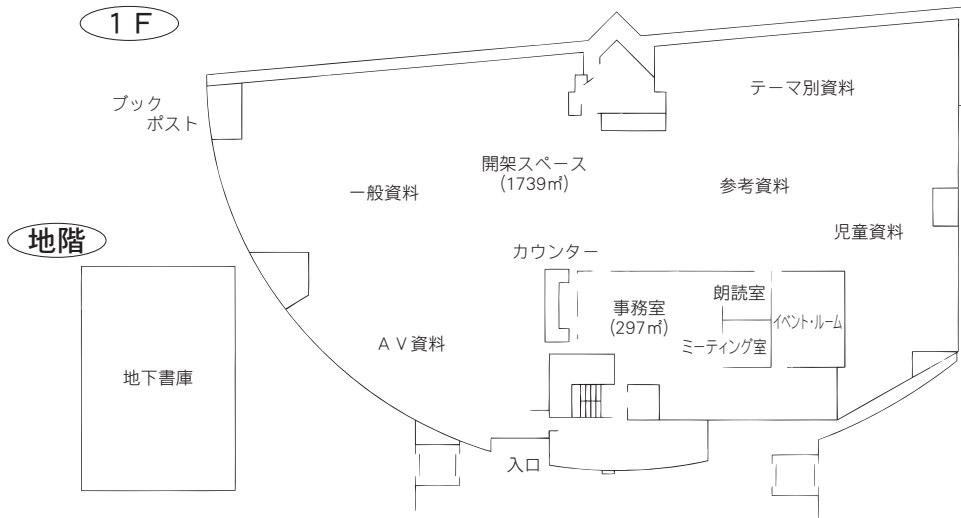 1F
テーマ別資料
ブック
ポスト
開架スペース
(1739㎡)
一般資料
参考資料
児童資料
地階
カウンター
朗読室
事務室
(297㎡)
イベント・ルーム
ミーティング室
AV資料
地下書庫
入口